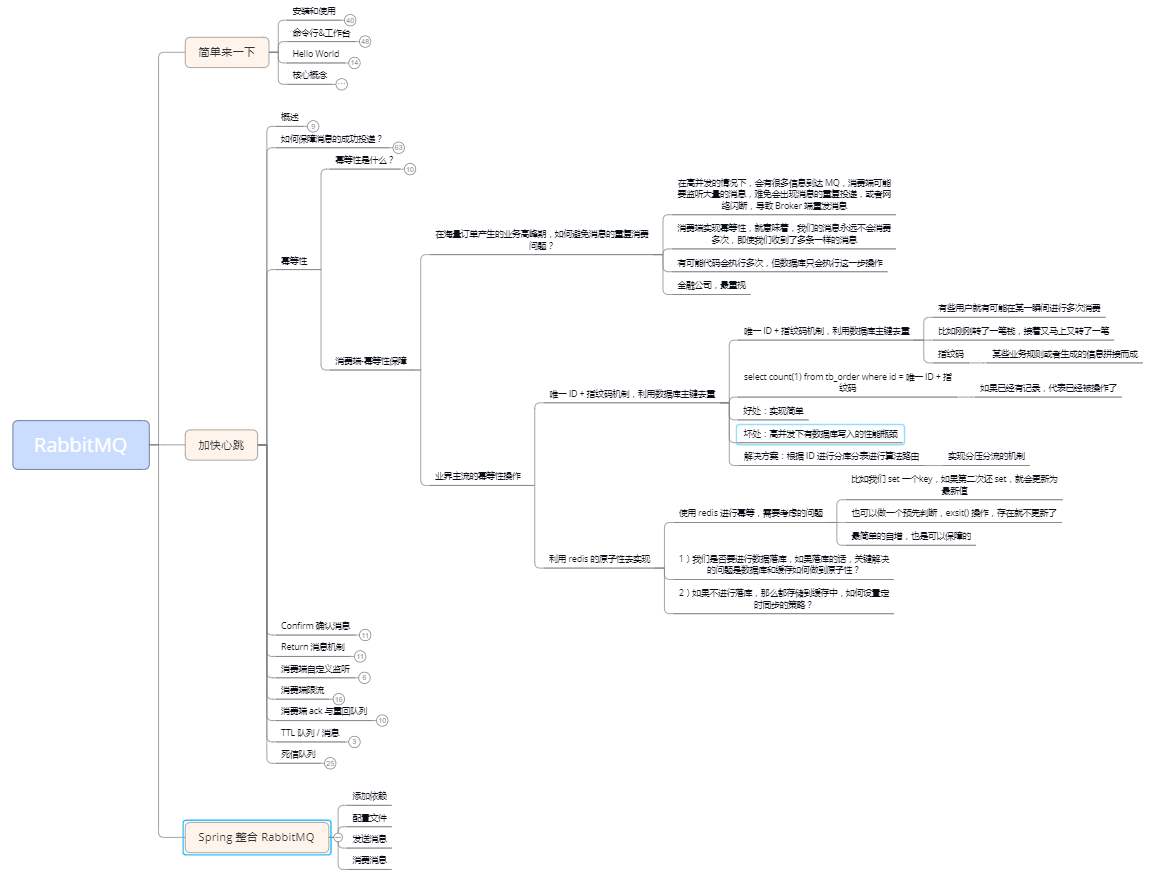 RabbitMQ
简单来一下
安装和使用
40
命令行&工作台
48
Hello World
14
核心概念
...
加快心跳
概述
9
如何保障消息的成功投递？
63
幂等性
幂等性是什么？
10
消费端-幂等性保障
在海量订单产生的业务高峰期，如何避免消息的重复消费
问题？
在高并发的情况下，会有很多信息到达 MQ，消费端可能
要监听大量的消息，难免会出现消息的重复投递，或者网
络闪断，导致 Broker 端重发消息
消费端实现幂等性，就意味着，我们的消息永远不会消费
多次，即使我们收到了多条一样的消息
有可能代码会执行多次，但数据库只会执行这一步操作
金融公司，最重视
业界主流的幂等性操作
唯一 ID + 指纹码机制，利用数据库主键去重
唯一 ID + 指纹码机制，利用数据库主键去重
有些用户就有可能在某一瞬间进行多次消费
比如刚刚转了一笔钱，接着又马上又转了一笔
指纹码
某些业务规则或者生成的信息拼接而成
select count(1) from tb_order where id = 唯一 ID + 指
纹码
如果已经有记录，代表已经被操作了
好处：实现简单
坏处：高并发下有数据库写入的性能瓶颈
解决方案：根据 ID 进行分库分表进行算法路由
实现分压分流的机制
利用 redis 的原子性去实现
使用 redis 进行幂等，需要考虑的问题
比如我们 set 一个key，如果第二次还 set，就会更新为
最新值
也可以做一个预先判断，exsit() 操作，存在就不更新了
最简单的自增，也是可以保障的
1）我们是否要进行数据落库，如果落库的话，关键解决
的问题是数据库和缓存如何做到原子性？
2）如果不进行落库，那么都存储到缓存中，如何设置定
时同步的策略？
Confirm 确认消息
11
Return 消息机制
11
消费端自定义监听
6
消费端限流
16
消费端 ack 与重回队列
10
TTL 队列 / 消息
3
死信队列
25
Spring 整合 RabbitMQ
添加依赖
配置文件
发送消息
消费消息